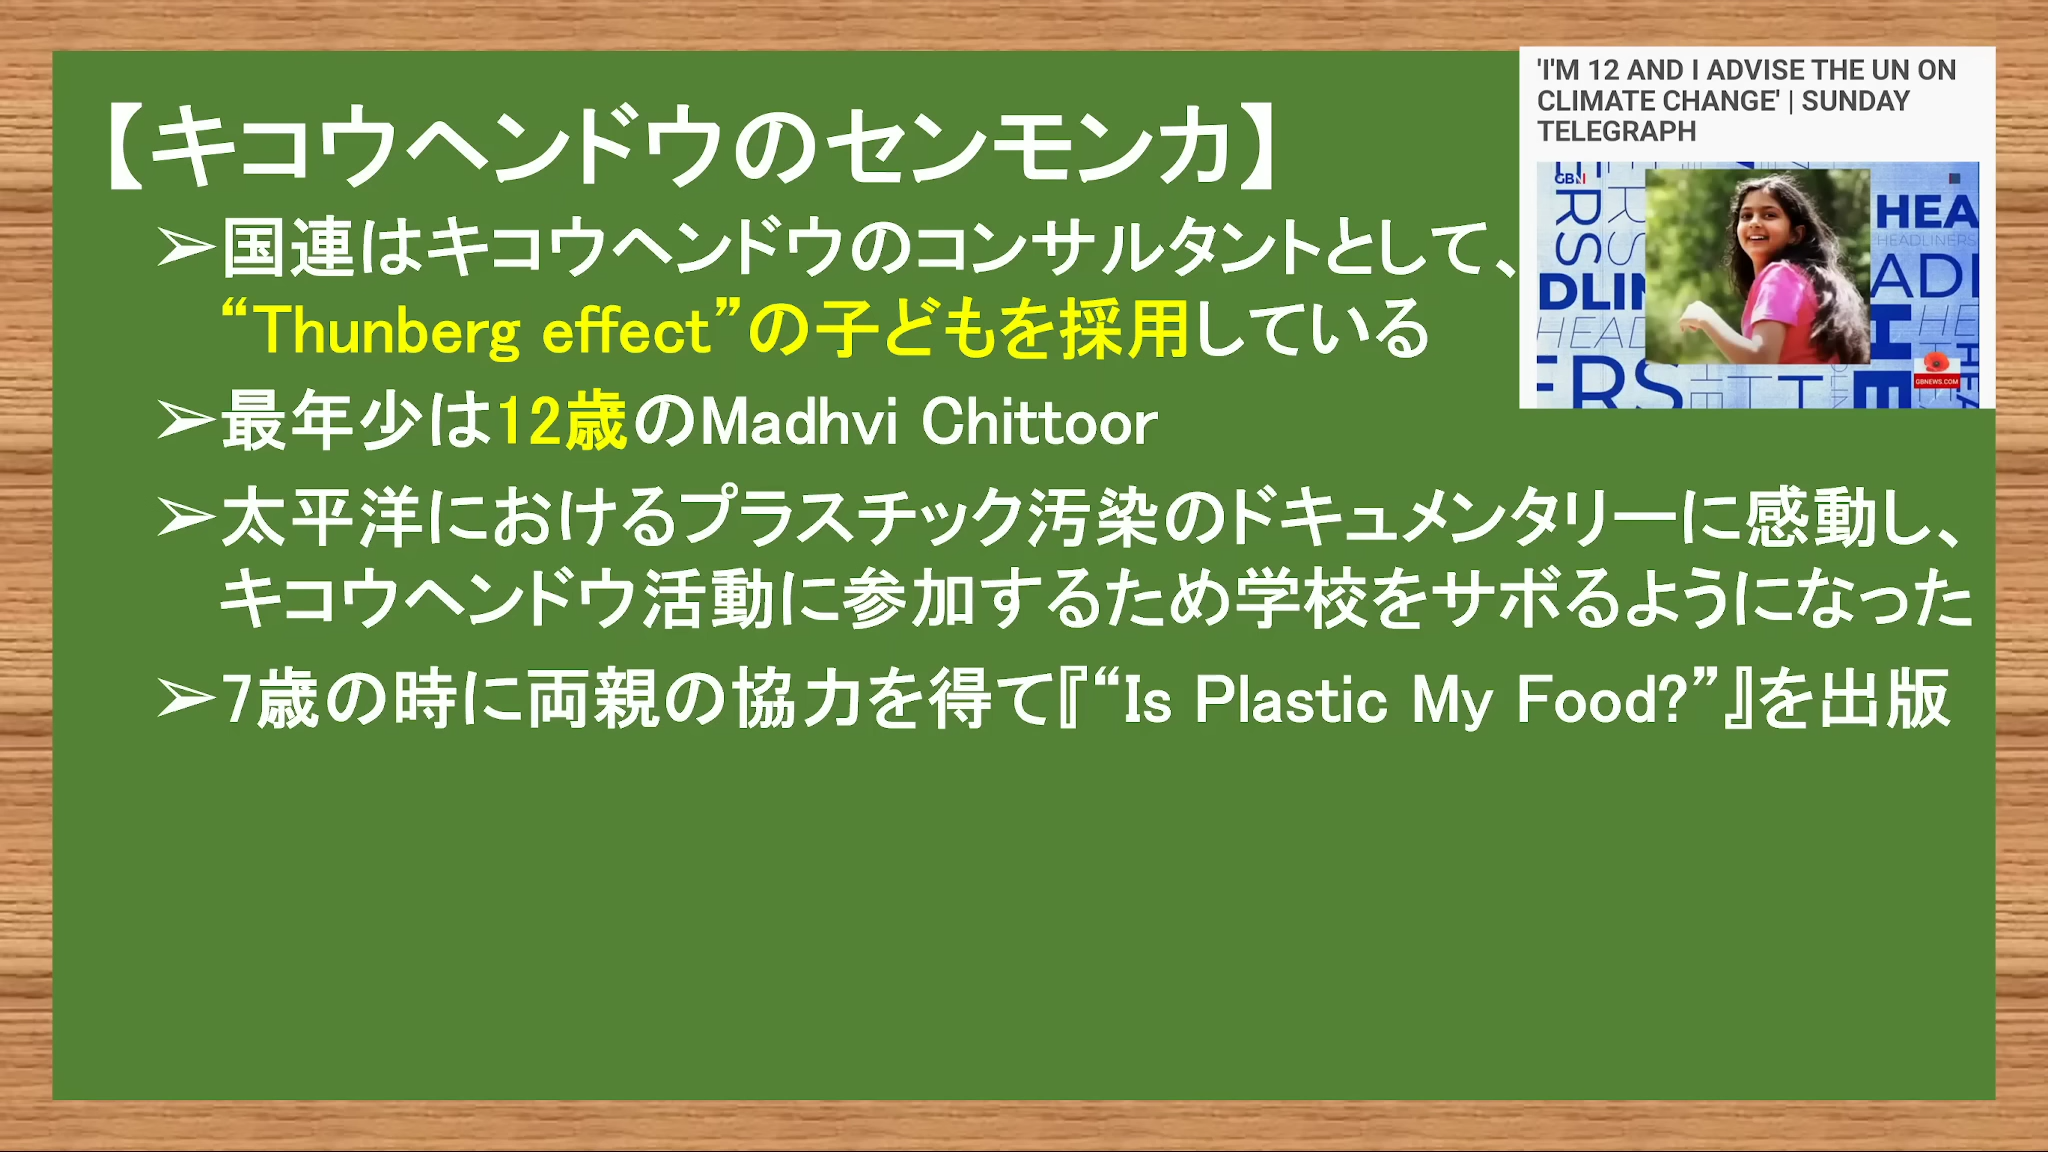 【キコウヘンドウのセンモンカ】
➢国連はキコウヘンドウのコンサルタントとして、
“Thunberg effect”の子どもを採用している
➢最年少は12歳のMadhvi Chittoor
➢太平洋におけるプラスチック汚染のドキュメンタリーに感動し、
キコウヘンドウ活動に参加するため学校をサボるようになった
➢7歳の時に両親の協力を得て『“Is Plastic My Food?”』を出版
'I'M 12 AND I ADVISE THE UN ON
CLIMATE CHANGE' | SUNDAY
TELEGRAPH
GBN
HEA
HEADLINERS
ADI
DLIN
HEAD
ERS
GBNEWS.COM